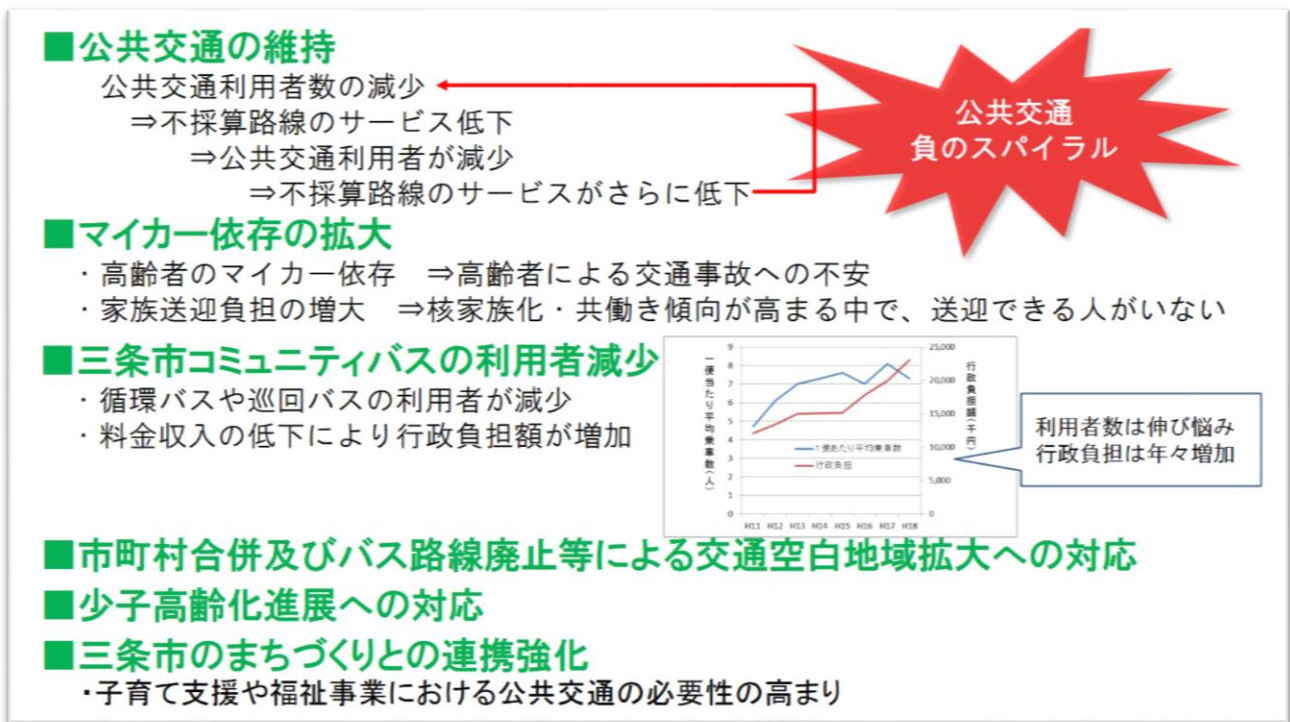 ■公共交通の維持
公共交通利用者数の減少
⇒不採算路線のサービス低下
⇒公共交通利用者が減少
⇒不採算路線のサービスがさらに低下
公共交通
負のスパイラル
■マイカー依存の拡大
・高齢者のマイカー依存　⇒高齢者による交通事故への不安
・家族送迎負担の増大　⇒核家族化・共働き傾向が高まる中で、送迎できる人がいない
■三条市コミュニティバスの利用者減少
・循環バスや巡回バスの利用者が減少
・料金収入の低下により行政負担額が増加
一便当たり平均乗車数(人)
9
8
7
6
5
4
3
2
1
0
1便あたり平均乗車数
行政負担
H11 H12 H13 H14 H15 H16 H17 H18
25,000
20,000
15,000
10,000
5,000
0
行政負担額(千円)
利用者数は伸び悩み
行政負担は年々増加
■市町村合併及びバス路線廃止等による交通空白地域拡大への対応
■少子高齢化進展への対応
■三条市のまちづくりとの連携強化
・子育て支援や福祉事業における公共交通の必要性の高まり